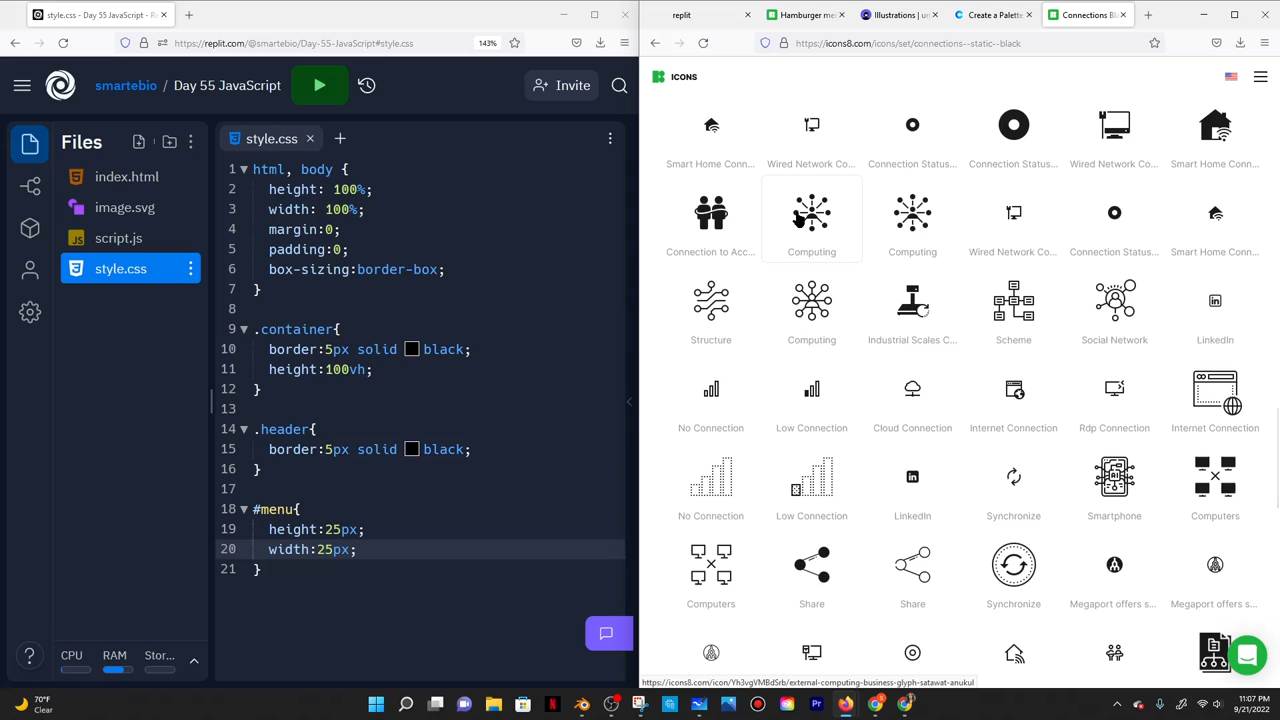 style.css - Day 55 JavaScript - R
replit
Hamburger me
Illustrations | un
Create a Palette
Connections Bl
https://replit.com/@smartebio/Day-55-JavaScript#style.css
143%
https://icons8.com/icons/set/connections--static--black
smartebio / Day 55 JavaScript
Invite
ICONS
Files
index.html
image.svg
script.js
style.css
CPU RAM Stor...
style.css
1 html, body {
2 height: 100%;
3 width: 100%;
4 margin:0;
5 padding:0;
6 box-sizing:border-box;
7 }
8
9 .container{
10 border:5px solid black;
11 height:100vh;
12 }
13
14 .header{
15 border:5px solid black;
16 }
17
18 #menu{
19 height:25px;
20 width:25px;
21 }
Smart Home Conn... Wired Network Co... Connection Status... Connection Status... Wired Network Co... Smart Home Conn...
Connection to Acc... Computing Computing Wired Network Co... Connection Status... Smart Home Conn...
Structure Computing Industrial Scales C... Scheme Social Network LinkedIn
No Connection Low Connection Cloud Connection Internet Connection Rdp Connection Internet Connection
AI
No Connection Low Connection LinkedIn Synchronize Smartphone Computers
Computers Share Share Synchronize Megaport offers s... Megaport offers s...
https://icons8.com/icon/Yh3vgVMBdSrb/external-computing-business-glyph-satawat-anukul
70°F
Clear
11:07 PM
9/21/2022